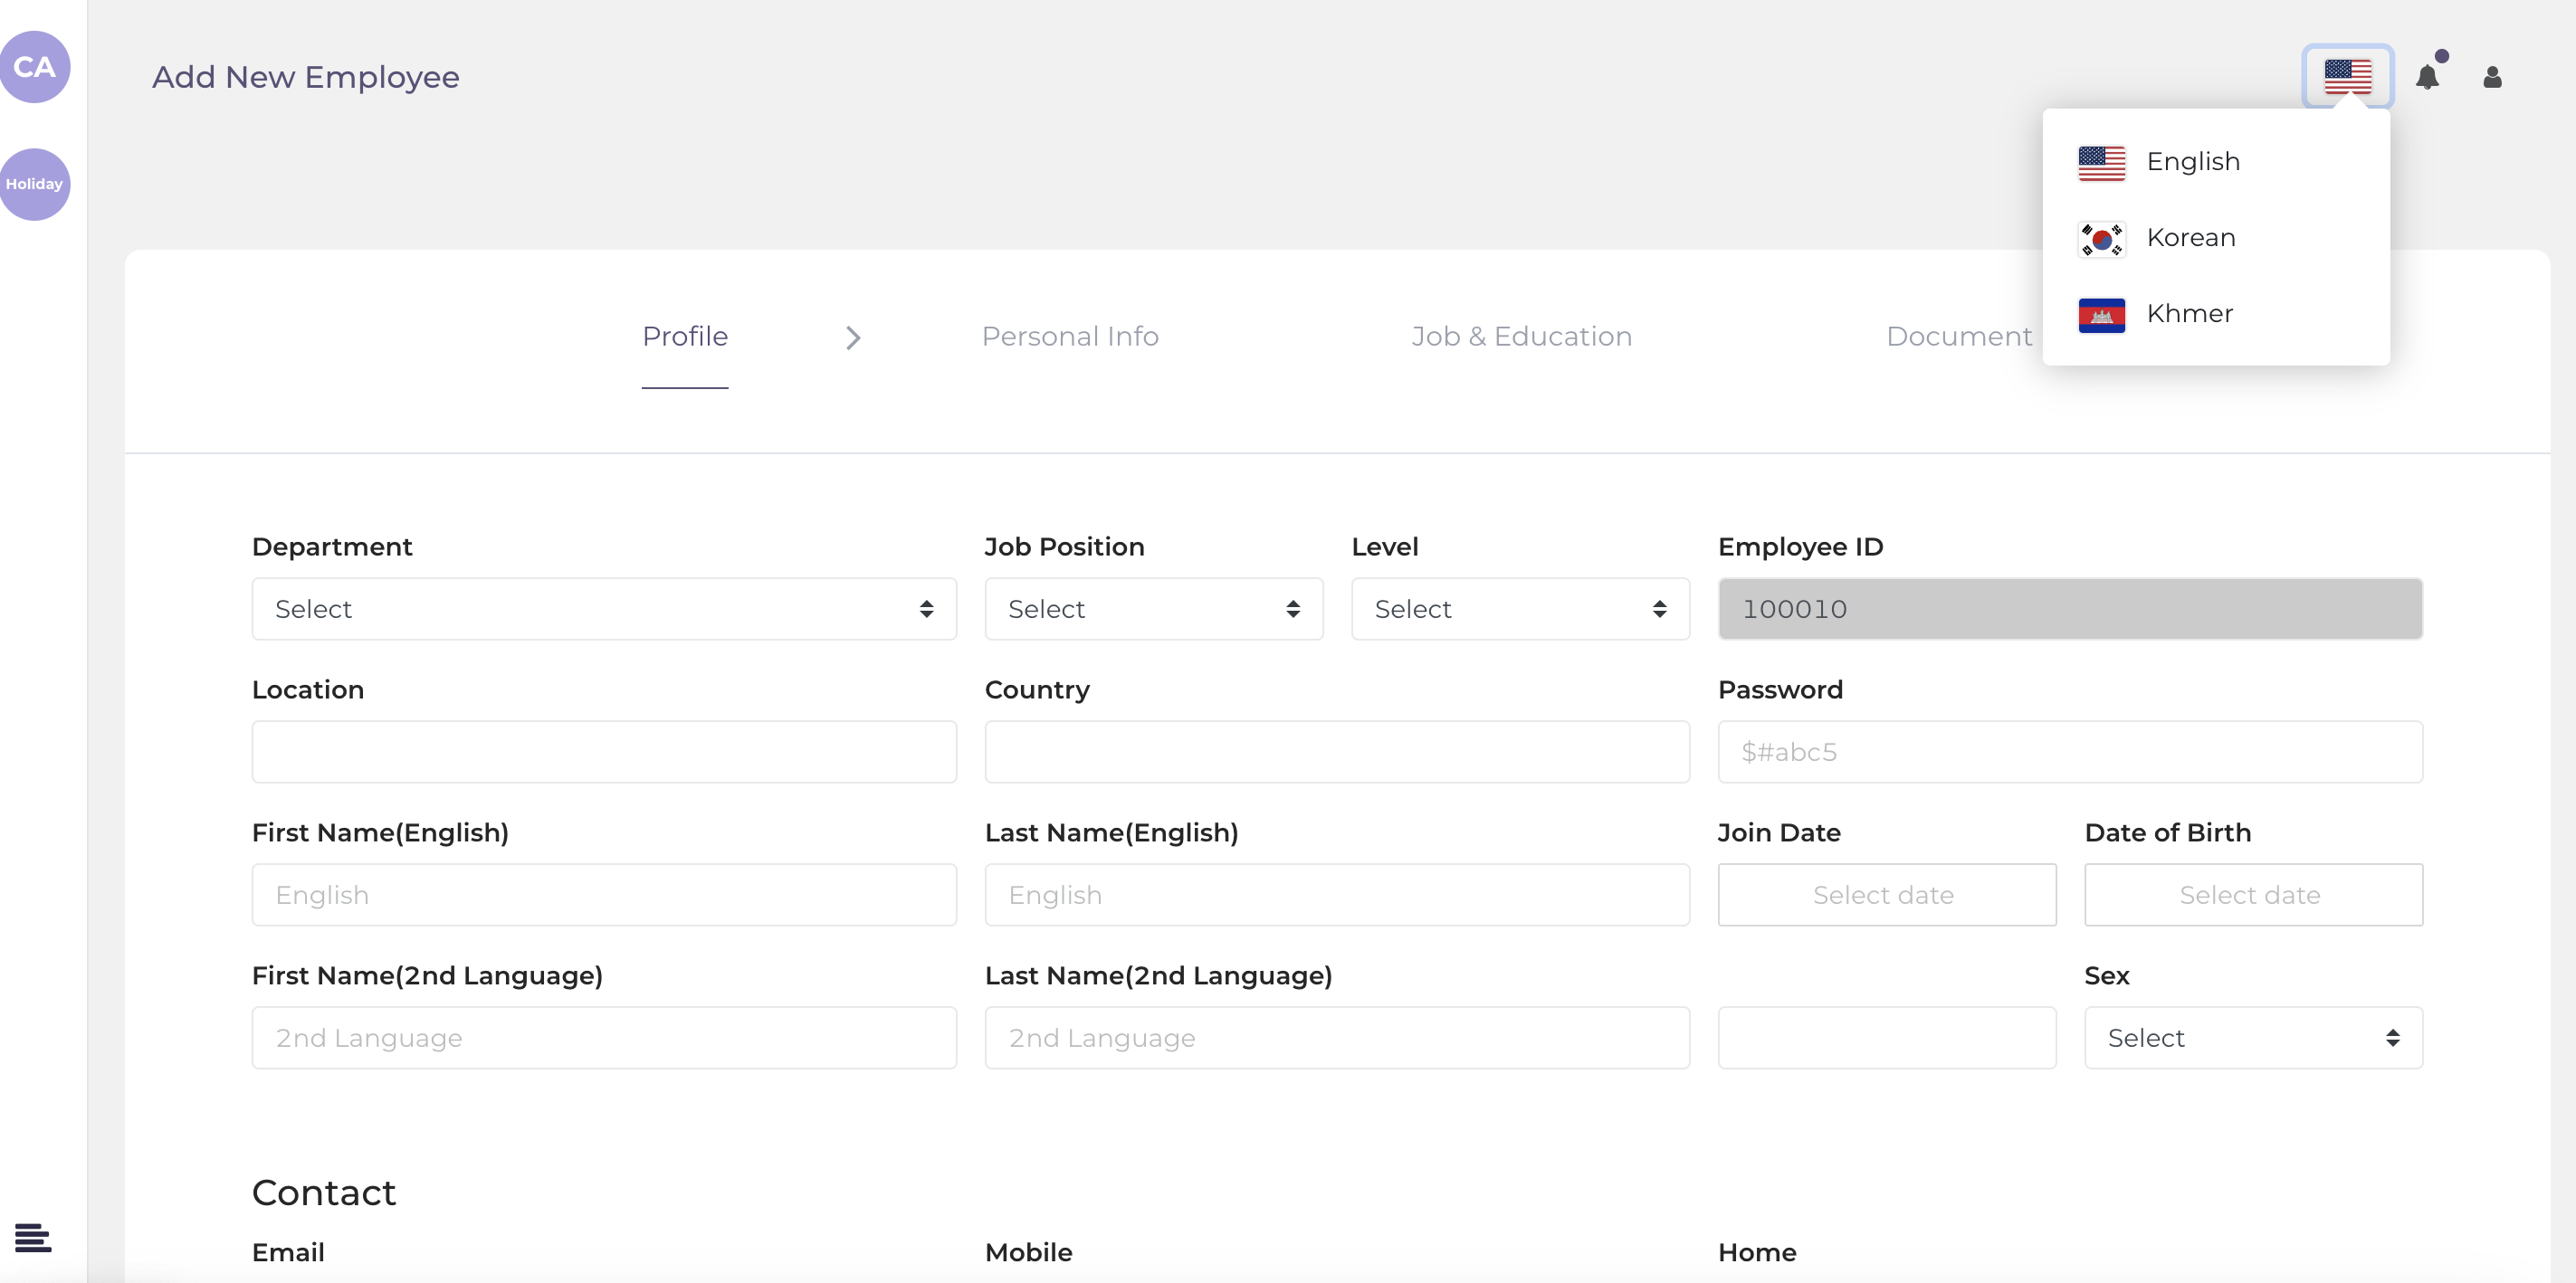 CA
Add New Employee
Holiday
English
Korean
Khmer
Profile
Personal Info
Job & Education
Document
Department
Job Position
Level
Employee ID
Select
Select
Select
100010
Location
Country
Password
$#abc5
First Name(English)
Last Name(English)
Join Date
Date of Birth
English
English
Select date
Select date
First Name(2nd Language)
Last Name(2nd Language)
Sex
2nd Language
2nd Language
Select
Contact
Email
Mobile
Home